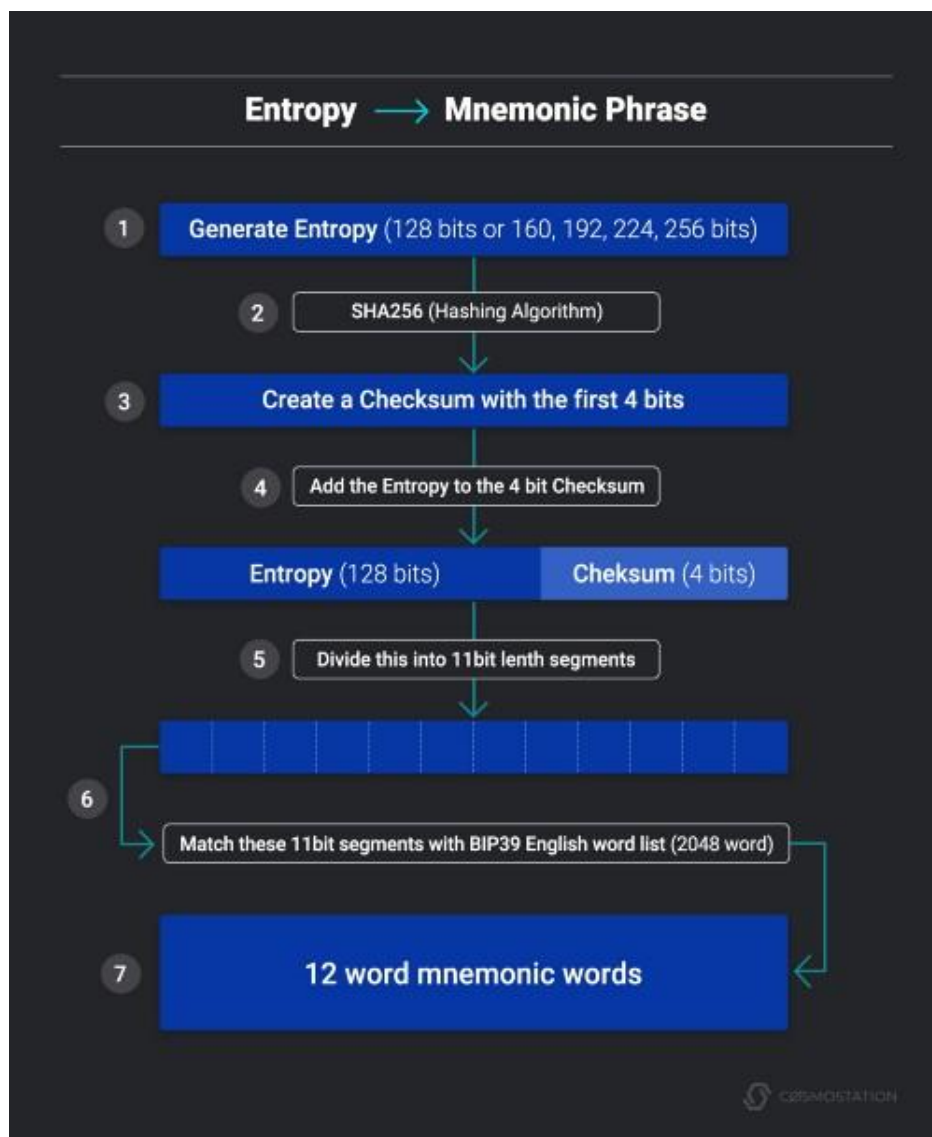 Entropy → Mnemonic Phrase
1
Generate Entropy (128 bits or 160, 192, 224, 256 bits)
2
SHA256 (Hashing Algorithm)
3
Create a Checksum with the first 4 bits
4
Add the Entropy to the 4 bit Checksum
Entropy (128 bits)
Cheksum (4 bits)
5
Divide this into 11bit lenth segments
6
Match these 11bit segments with BIP39 English word list (2048 word)
7
12 word mnemonic words
CØSMOSTATION